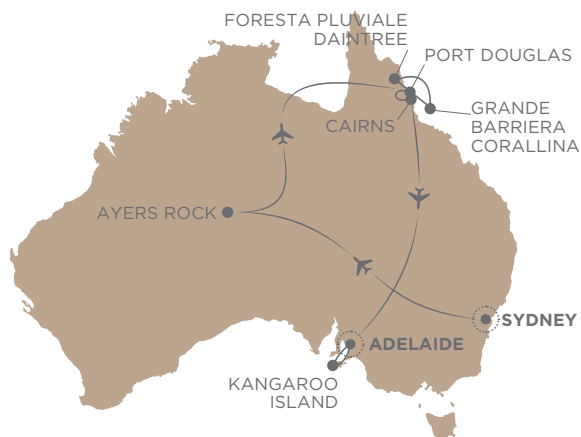 FORESTA PLUVIALE
DAINTREE
PORT DOUGLAS
CAIRNS
GRANDE
BARRIERA
CORALLINA
AYERS ROCK
SYDNEY
ADELAIDE
KANGAROO
ISLAND